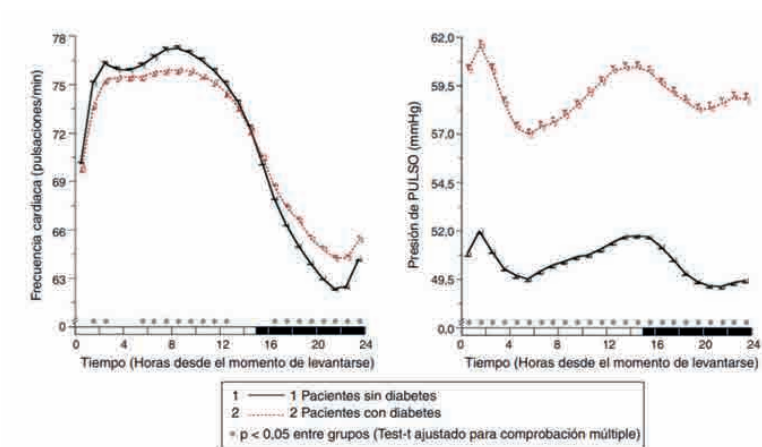 Frecuencia cardiaca (pulsaciones/min)
78
75
72
69
66
63
0
0 4 8 12 16 20 24
Tiempo (Horas desde el momento de levantarse)
Presión de PULSO (mmHg)
62,0
59,5
57,0
54,5
52,0
49,5
0,0
0 4 8 12 16 20 24
Tiempo (Horas desde el momento de levantarse)
1 1 Pacientes sin diabetes
2 2 Pacientes con diabetes
* p < 0,05 entre grupos (Test-t ajustado para comprobación múltiple)